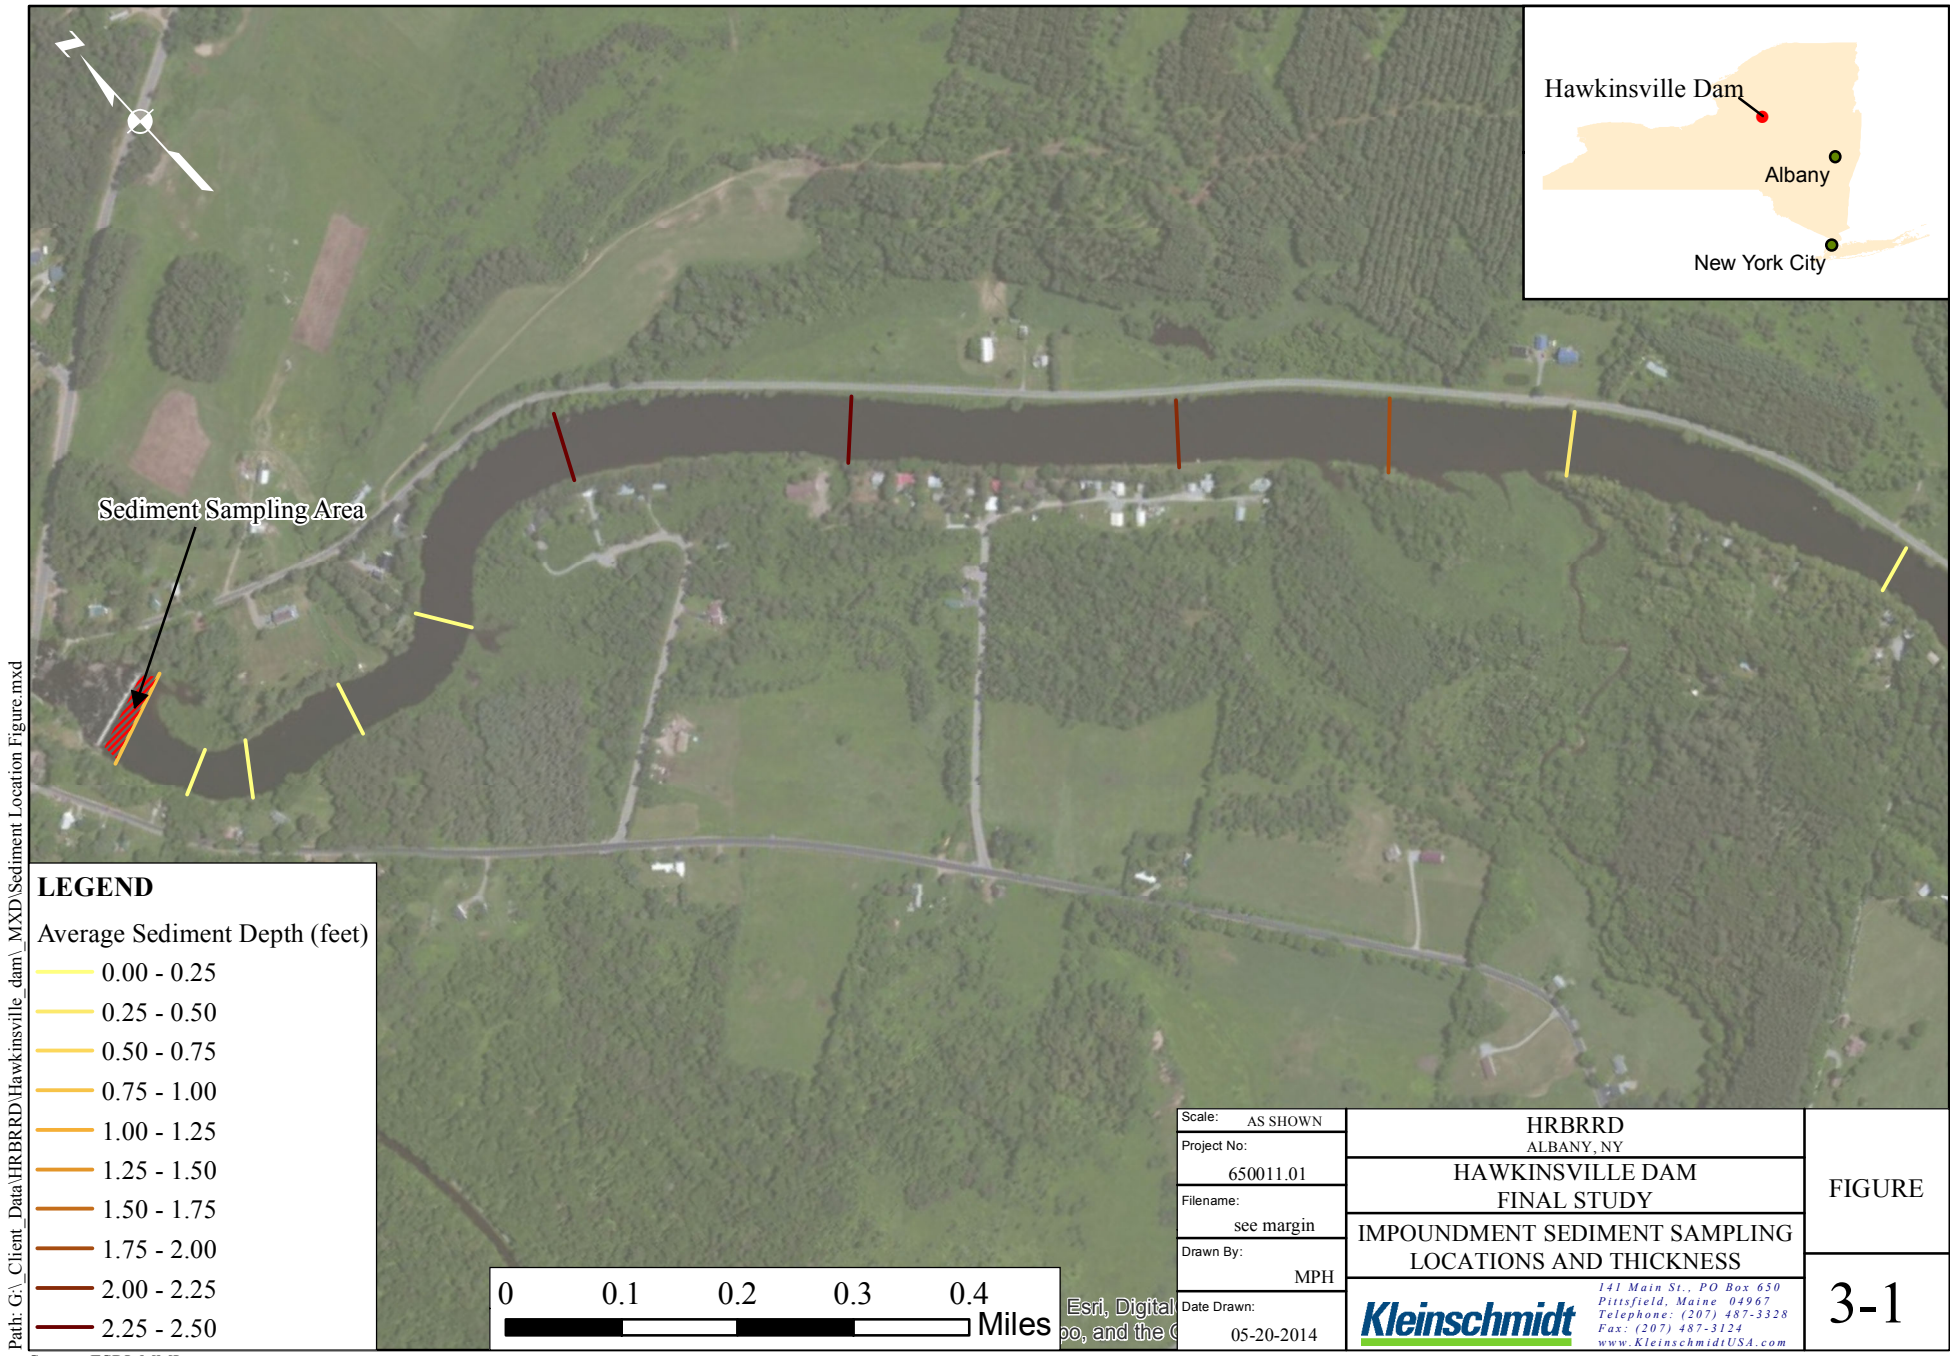 N
Hawkinsville Dam
Albany
New York City
Sediment Sampling Area
Path: G:\_Client_Data\HRBRRD\Hawkinsville_dam\_MXD\Sediment Location Figure.mxd
LEGEND
Average Sediment Depth (feet)
0.00 - 0.25
0.25 - 0.50
0.50 - 0.75
0.75 - 1.00
1.00 - 1.25
1.25 - 1.50
1.50 - 1.75
1.75 - 2.00
2.00 - 2.25
2.25 - 2.50
0 0.1 0.2 0.3 0.4
Miles
Esri, Digital
and the
Scale: AS SHOWN
Project No:
650011.01
Filename:
see margin
Drawn By:
MPH
Date Drawn:
05-20-2014
HRBRRD
ALBANY, NY
HAWKINSVILLE DAM
FINAL STUDY
IMPOUNDMENT SEDIMENT SAMPLING
LOCATIONS AND THICKNESS
Kleinschmidt
141 Main St., PO Box 650
Pittsfield, Maine 04967
Telephone: (207) 487-3328
Fax: (207) 487-3124
www.KleinschmidtUSA.com
FIGURE
3-1